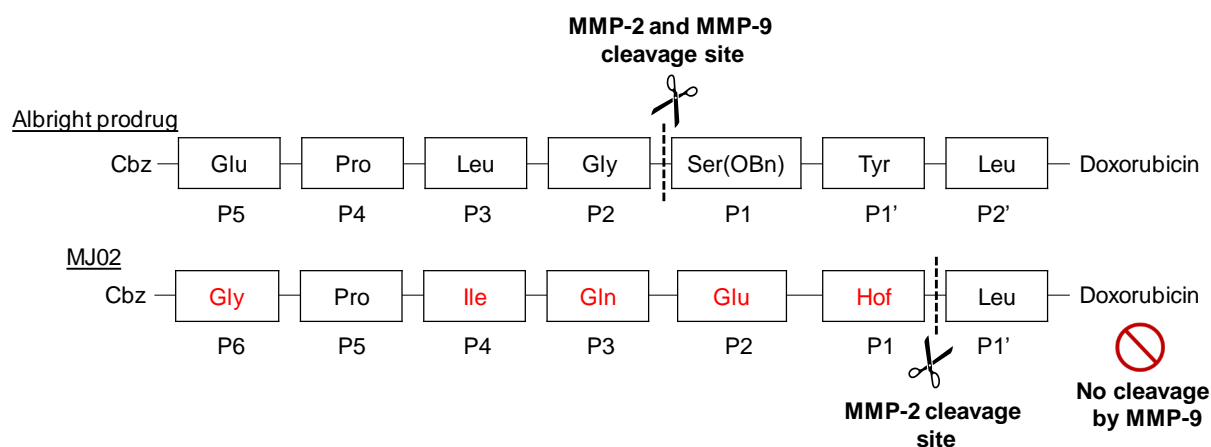 MMP-2 and MMP-9
cleavage site
Albright prodrug
Cbz Glu Pro Leu Gly Ser(OBn) Tyr Leu Doxorubicin
P5 P4 P3 P2 P1 P1' P2'
MJ02
Cbz Gly Pro Ile Gln Glu Hof Leu Doxorubicin
P6 P5 P4 P3 P2 P1 P1'
MMP-2 cleavage
site
No cleavage
by MMP-9